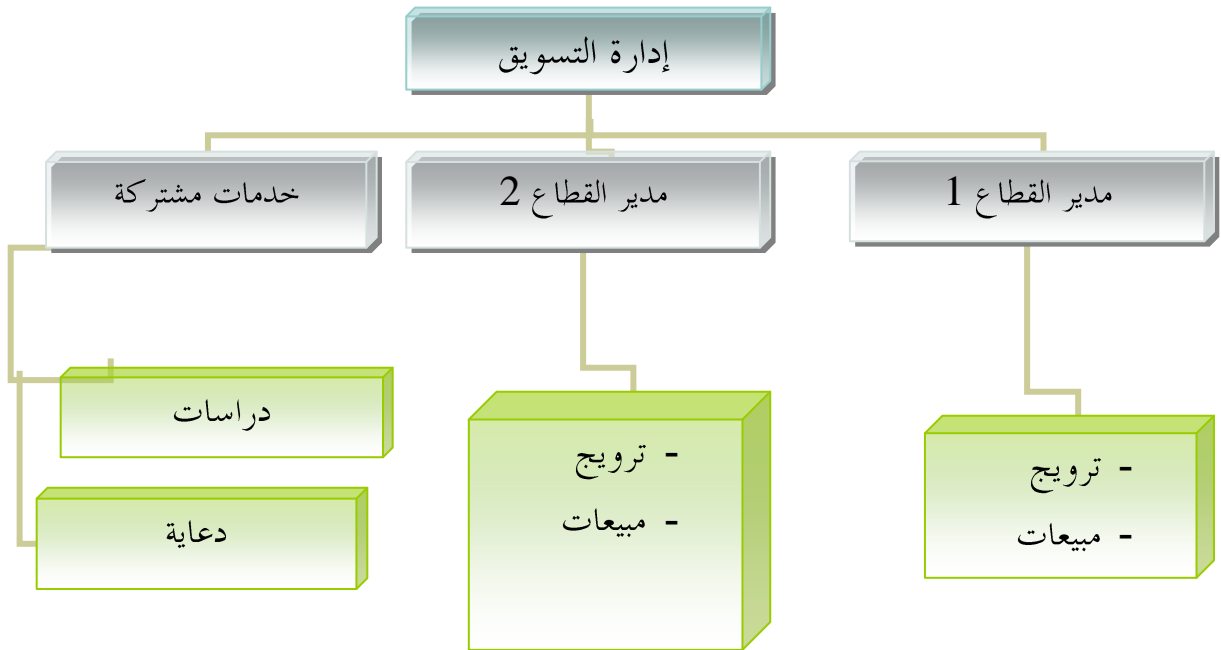 إدارة التسويق
مدير القطاع 1
مدير القطاع 2
خدمات مشتركة
- ترويج
- مبيعات
- ترويج
- مبيعات
دراسات
دعاية